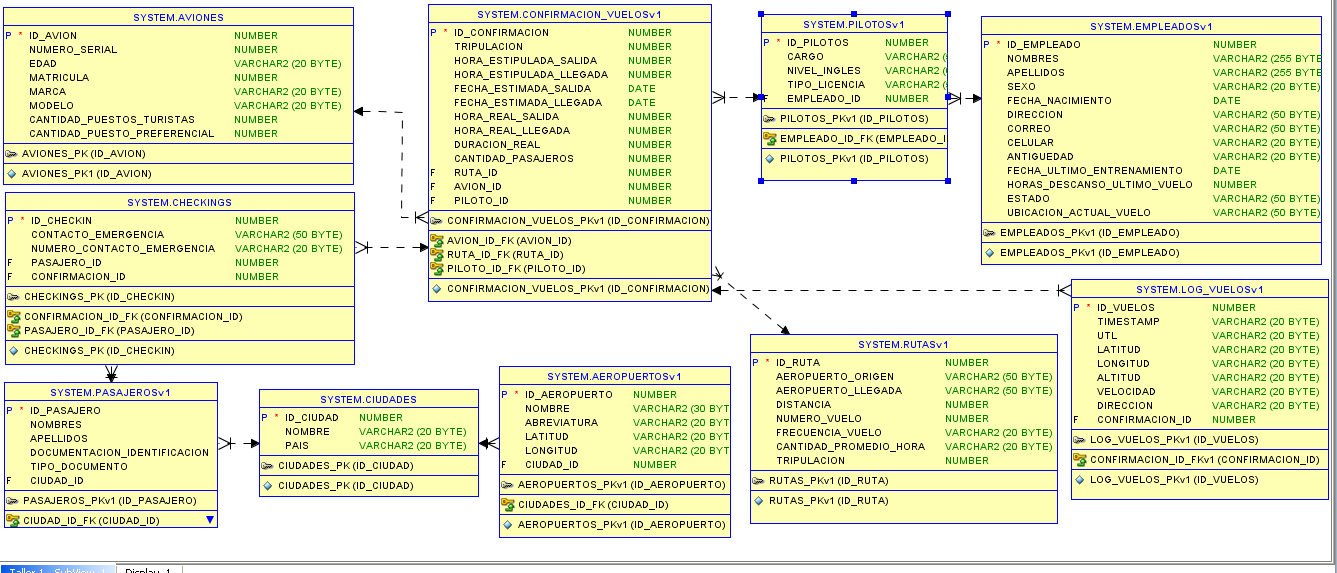 SYSTEM.AVIONES
P * ID_AVION NUMBER
NUMERO_SERIAL NUMBER
EDAD VARCHAR2 (20 BYTE)
MATRICULA NUMBER
MARCA VARCHAR2 (20 BYTE)
MODELO VARCHAR2 (20 BYTE)
CANTIDAD_PUESTOS_TURISTAS NUMBER
CANTIDAD_PUESTO_PREFERENCIAL NUMBER
AVIONES_PK (ID_AVION)
AVIONES_PK1 (ID_AVION)
SYSTEM.CHECKINGS
P * ID_CHECKIN NUMBER
CONTACTO_EMERGENCIA VARCHAR2 (50 BYTE)
NUMERO_CONTACTO_EMERGENCIA VARCHAR2 (20 BYTE)
F PASAJERO_ID NUMBER
F CONFIRMACION_ID NUMBER
CHECKINGS_PK (ID_CHECKIN)
CONFIRMACION_ID_FK (CONFIRMACION_ID)
PASAJERO_ID_FK (PASAJERO_ID)
CHECKINGS_PK (ID_CHECKIN)
SYSTEM.PASAJEROSv1
P * ID_PASAJERO
NOMBRES
APELLIDOS
DOCUMENTACION_IDENTIFICACION
TIPO_DOCUMENTO
F CIUDAD_ID
PASAJEROS_PKv1 (ID_PASAJERO)
CIUDAD_ID_FK (CIUDAD_ID)
SYSTEM.CIUDADES
P * ID_CIUDAD NUMBER
NOMBRE VARCHAR2 (20 BYTE)
PAIS VARCHAR2 (20 BYTE)
CIUDADES_PK (ID_CIUDAD)
CIUDADES_PK (ID_CIUDAD)
SYSTEM.CONFIRMACION_VUELOSv1
P * ID_CONFIRMACION NUMBER
TRIPULACION NUMBER
HORA_ESTIPULADA_SALIDA NUMBER
HORA_ESTIPULADA_LLEGADA NUMBER
FECHA_ESTIMADA_SALIDA DATE
FECHA_ESTIMADA_LLEGADA DATE
HORA_REAL_SALIDA NUMBER
HORA_REAL_LLEGADA NUMBER
DURACION_REAL NUMBER
CANTIDAD_PASAJEROS NUMBER
F RUTA_ID NUMBER
F AVION_ID NUMBER
F PILOTO_ID NUMBER
CONFIRMACION_VUELOS_PKv1 (ID_CONFIRMACION)
AVION_ID_FK (AVION_ID)
RUTA_ID_FK (RUTA_ID)
PILOTO_ID_FK (PILOTO_ID)
CONFIRMACION_VUELOS_PKv1 (ID_CONFIRMACION)
SYSTEM.AEROPUERTOSv1
P * ID_AEROPUERTO NUMBER
NOMBRE VARCHAR2 (30 BYT
ABREVIATURA VARCHAR2 (20 BYT
LATITUD VARCHAR2 (20 BYT
LONGITUD VARCHAR2 (20 BYT
F CIUDAD_ID NUMBER
AEROPUERTOS_PKv1 (ID_AEROPUERTO)
CIUDADES_ID_FK (CIUDAD_ID)
AEROPUERTOS_PKv1 (ID_AEROPUERTO)
SYSTEM.PILOTOSv1
P * ID_PILOTOS NUMBER
CARGO VARCHAR2
NIVEL_INGLES VARCHAR2
TIPO_LICENCIA VARCHAR2
F EMPLEADO_ID NUMBER
PILOTOS_PKv1 (ID_PILOTOS)
EMPLEADO_ID_FK (EMPLEADO_I
PILOTOS_PKv1 (ID_PILOTOS)
SYSTEM.EMPLEADOSv1
P * ID_EMPLEADO NUMBER
NOMBRES VARCHAR2 (255 BYTE
APELLIDOS VARCHAR2 (255 BYTE
SEXO VARCHAR2 (20 BYTE)
FECHA_NACIMIENTO DATE
DIRECCION VARCHAR2 (50 BYTE)
CORREO VARCHAR2 (50 BYTE)
CELULAR VARCHAR2 (20 BYTE)
ANTIGUEDAD VARCHAR2 (20 BYTE)
FECHA_ULTIMO_ENTRENAMIENTO DATE
HORAS_DESCANSO_ULTIMO_VUELO NUMBER
ESTADO VARCHAR2 (20 BYTE)
UBICACION_ACTUAL_VUELO VARCHAR2 (50 BYTE)
EMPLEADOS_PKv1 (ID_EMPLEADO)
EMPLEADOS_PKv1 (ID_EMPLEADO)
SYSTEM.RUTASv1
P * ID_RUTA NUMBER
AEROPUERTO_ORIGEN VARCHAR2 (50 BYTE)
AEROPUERTO_LLEGADA VARCHAR2 (50 BYTE)
DISTANCIA NUMBER
NUMERO_VUELO NUMBER
FRECUENCIA_VUELO VARCHAR2 (20 BYTE)
CANTIDAD_PROMEDIO_HORA VARCHAR2 (20 BYTE)
TRIPULACION NUMBER
RUTAS_PKv1 (ID_RUTA)
RUTAS_PKv1 (ID_RUTA)
SYSTEM.LOG_VUELOSv1
P * ID_VUELOS NUMBER
TIMESTAMP VARCHAR2 (20 BYTE)
UTL VARCHAR2 (20 BYTE)
LATITUD VARCHAR2 (20 BYTE)
LONGITUD VARCHAR2 (20 BYTE)
ALTITUD VARCHAR2 (20 BYTE)
VELOCIDAD VARCHAR2 (20 BYTE)
DIRECCION VARCHAR2 (20 BYTE)
F CONFIRMACION_ID NUMBER
LOG_VUELOS_PKv1 (ID_VUELOS)
CONFIRMACION_ID_FKv1 (CONFIRMACION_ID)
LOG_VUELOS_PKv1 (ID_VUELOS)